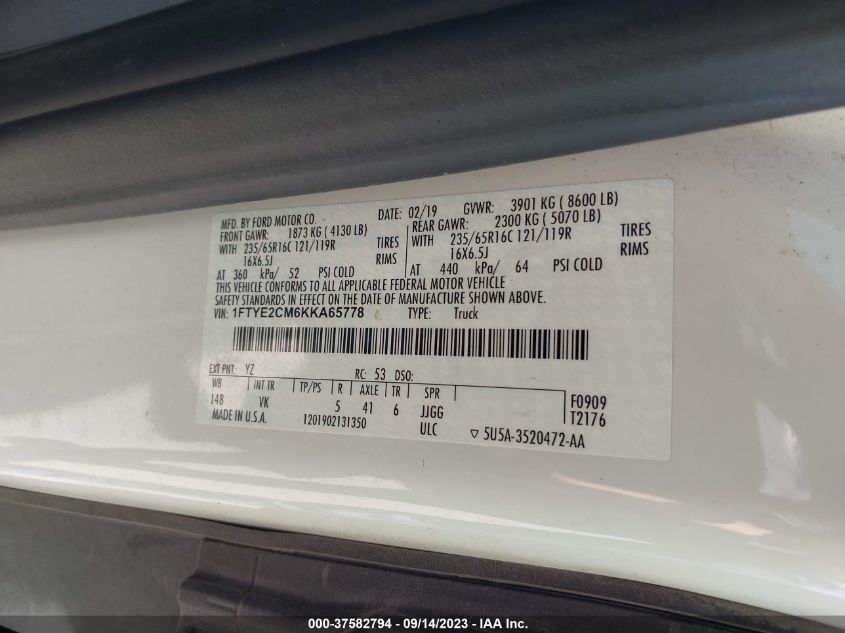 MFD. BY FORD MOTOR CO. DATE: 02/19 GVWR: 3901 KG ( 8600 LB)
FRONT GAWR: 1873 KG ( 4130 LB) REAR GAWR: 2300 KG ( 5070 LB)
WITH 235/65R16C 121/119R TIRES WITH 235/65R16C 121/119R TIRES
16X6.5J RIMS 16X6.5J RIMS
AT 360 kPa/ 52 PSI COLD AT 440 kPa/ 64 PSI COLD
THIS VEHICLE CONFORMS TO ALL APPLICABLE FEDERAL MOTOR VEHICLE
SAFETY STANDARDS IN EFFECT ON THE DATE OF MANUFACTURE SHOWN ABOVE.
VIN: 1FTYE2CM6KKA65778 TYPE: Truck
EXT PNT: YZ RC: 53 DSO:
WB INT TR TP/PS R AXLE TR SPR F0909
148 VK 5 41 6 JJGG T2176
MADE IN U.S.A. 1201902131350 ULC ▽ 5U5A-3520472-AA
000-37582794 - 09/14/2023 - IAA Inc.